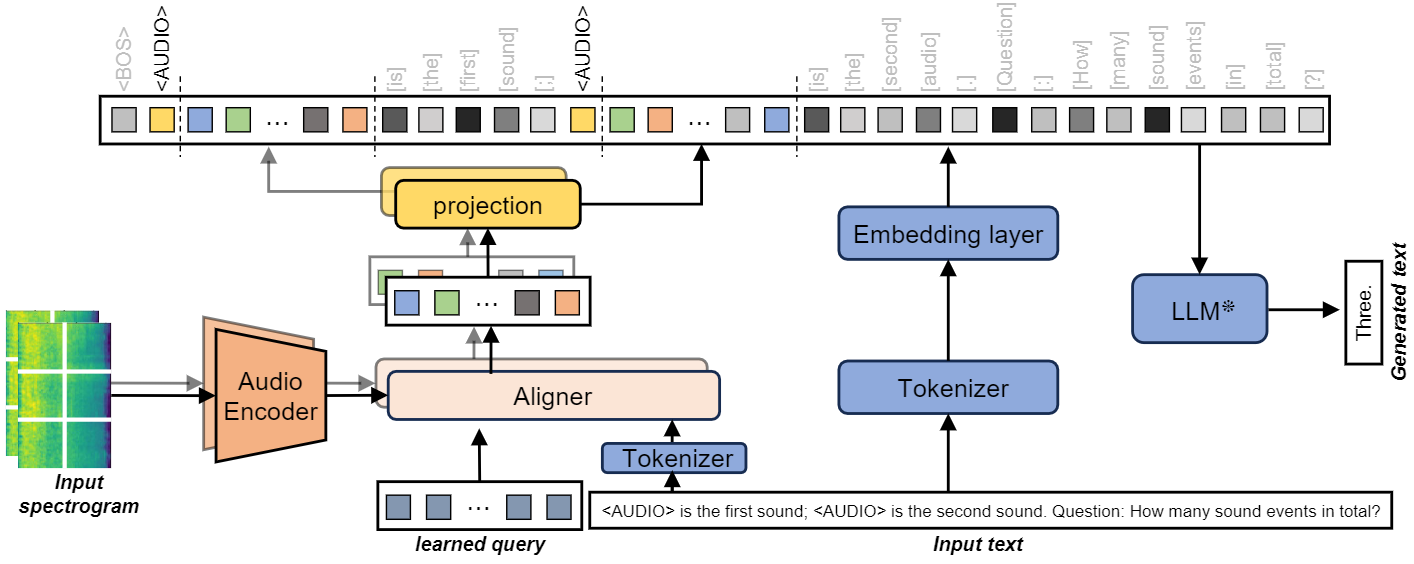 <BOS>
<AUDIO>
[is]
[the]
[first]
[sound]
[;]
<AUDIO>
[is]
[the]
[second]
[audio]
[.]
[Question]
[:]
[How]
[many]
[sound]
[events]
[in]
[total]
[?]
...
...
projection
Embedding layer
...
LLM❊
Three.
Generated text
Audio
Encoder
Aligner
Tokenizer
Tokenizer
Input
spectrogram
...
<AUDIO> is the first sound; <AUDIO> is the second sound. Question: How many sound events in total?
learned query
Input text